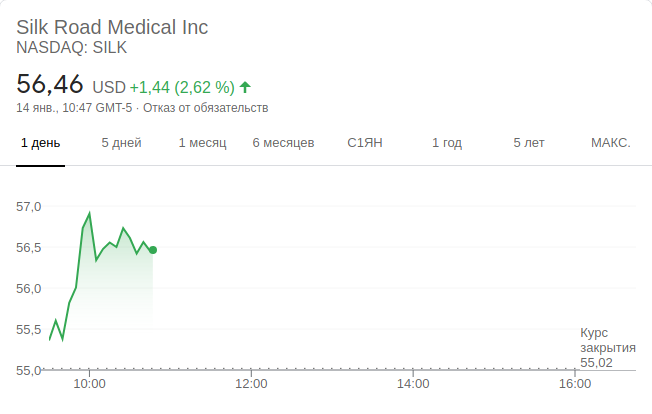 Silk Road Medical Inc
NASDAQ: SILK
56,46 USD +1,44 (2,62 %)
14 янв., 10:47 GMT-5 · Отказ от обязательств
1 день 5 дней 1 месяц 6 месяцев С1ЯН 1 год 5 лет МАКС.
57,0
56,5
56,0
55,5
55,0
Курс
закрытия
55,02
10:00 12:00 14:00 16:00